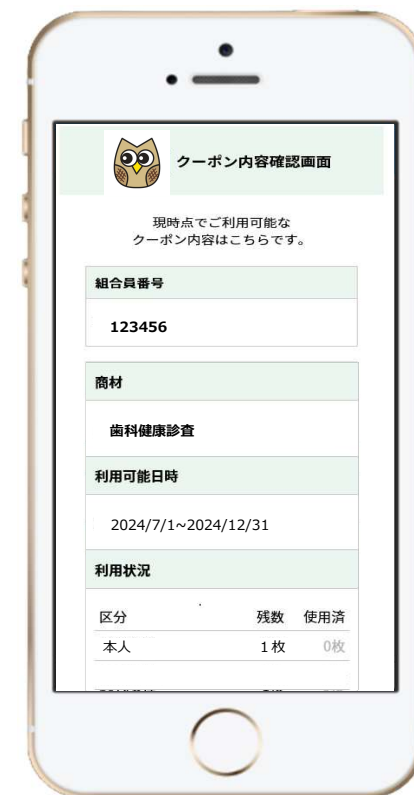 クーポン内容確認画面
現時点でご利用可能な
クーポン内容はこちらです。
組合員番号
123456
商材
歯科健康診査
利用可能日時
2024/7/1~2024/12/31
利用状況
区分 残数 使用済
本人 1枚 0枚